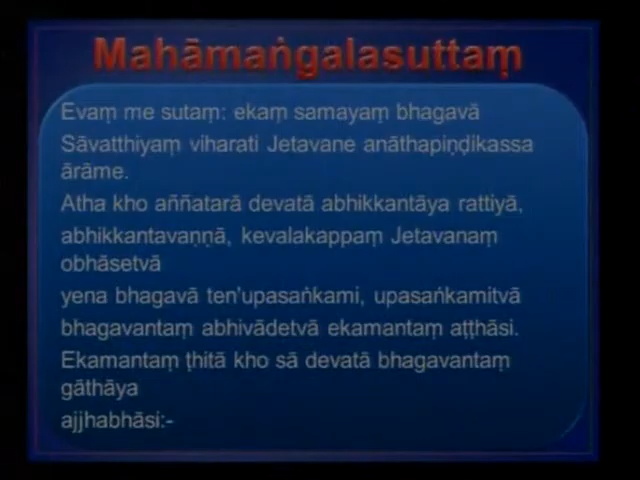 Mahāmaṅgalasuttaṃ
Evaṃ me sutaṃ: ekaṃ samayaṃ bhagavā
Sāvatthiyaṃ viharati Jetavane anāthapiṇḍikassa
ārāme.
Atha kho aññatarā devatā abhikkantāya rattiyā,
abhikkantavaṇṇā, kevalakappaṃ Jetavanaṃ
obhāsetvā
yena bhagavā ten'upasaṅkami, upasaṅkamitvā
bhagavantaṃ abhivādetvā ekamantaṃ aṭṭhāsi.
Ekamantaṃ ṭhitā kho sā devatā bhagavantaṃ
gāthāya
ajjhabhāsi:-